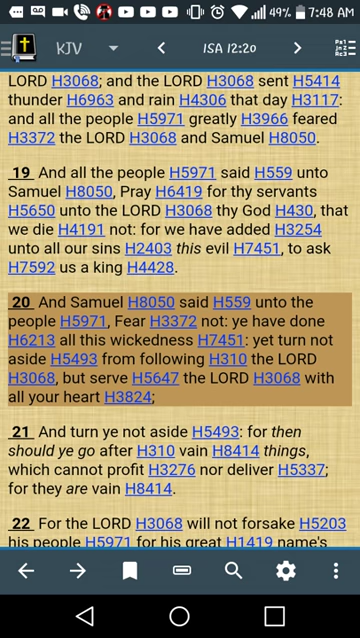 49% 7:48 AM
KJV ISA 12:20
LORD H3068; and the LORD H3068 sent H5414
thunder H6963 and rain H4306 that day H3117:
and all the people H5971 greatly H3966 feared
H3372 the LORD H3068 and Samuel H8050.
19 And all the people H5971 said H559 unto
Samuel H8050, Pray H6419 for thy servants
H5650 unto the LORD H3068 thy God H430, that
we die H4191 not: for we have added H3254
unto all our sins H2403 this evil H7451, to ask
H7592 us a king H4428.
20 And Samuel H8050 said H559 unto the
people H5971, Fear H3372 not: ye have done
H6213 all this wickedness H7451: yet turn not
aside H5493 from following H310 the LORD
H3068, but serve H5647 the LORD H3068 with
all your heart H3824;
21 And turn ye not aside H5493: for then
should ye go after H310 vain H8414 things,
which cannot profit H3276 nor deliver H5337;
for they are vain H8414.
22 For the LORD H3068 will not forsake H5203
his people H5971 for his great H1419 name's